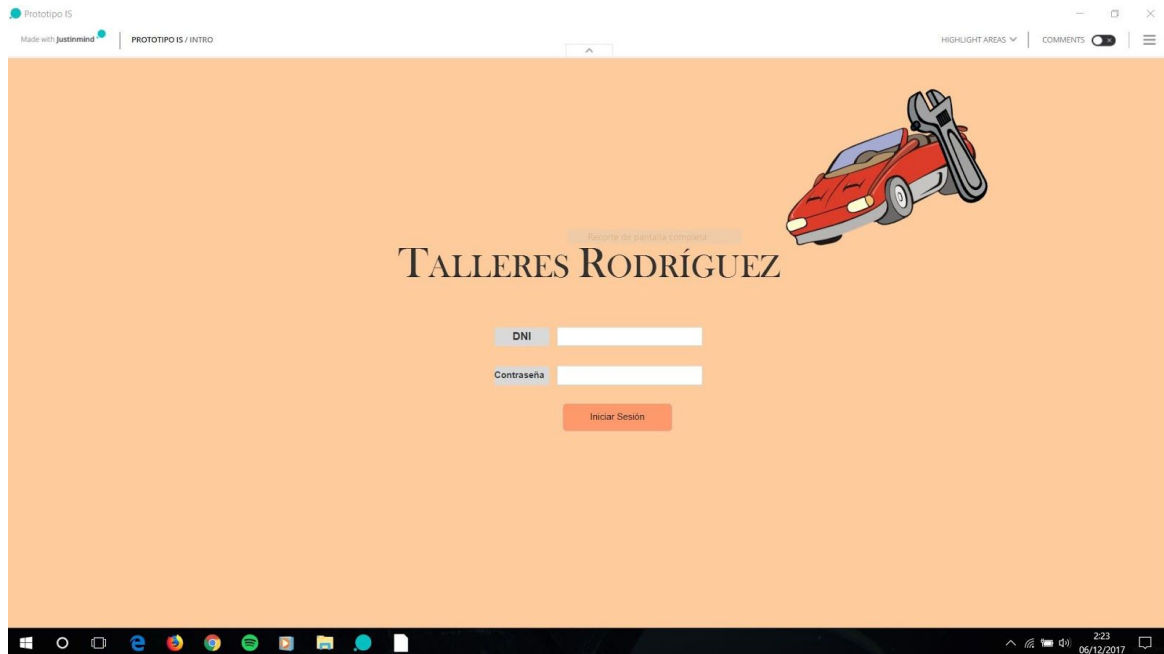 Prototipo IS
Made with Justinmind
PROTOTIPO IS / INTRO
HIGHLIGHT AREAS
COMMENTS
Recorte de pantalla completa
TALLERES RODRÍGUEZ
DNI
Contraseña
Iniciar Sesión
2:23
06/12/2017